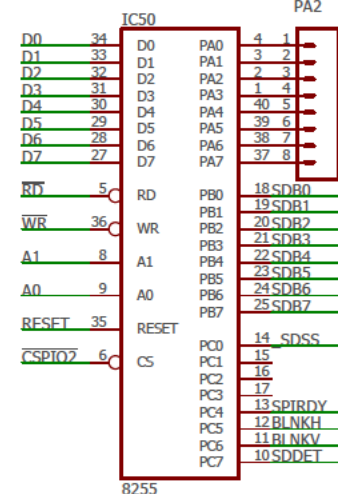 PA2
IC50
D0 34 D0 PA0 4 1
D1 33 D1 PA1 3 2
D2 32 D2 PA2 2 3
D3 31 D3 PA3 1 4
D4 30 D4 PA4 40 5
D5 29 D5 PA5 39 6
D6 28 D6 PA6 38 7
D7 27 D7 PA7 37 8
RD 5 RD PB0 18 SDB0
PB1 19 SDB1
WR 36 WR PB2 20 SDB2
PB3 21 SDB3
A1 8 A1 PB4 22 SDB4
PB5 23 SDB5
A0 9 A0 PB6 24 SDB6
PB7 25 SDB7
RESET 35 RESET
PC0 14 _SDSS
CSPIO2 6 CS PC1 15
PC2 16
PC3 17
PC4 13 SPIRDY
PC5 12 BLNKH
PC6 11 BLNKV
PC7 10 SDDET
8255